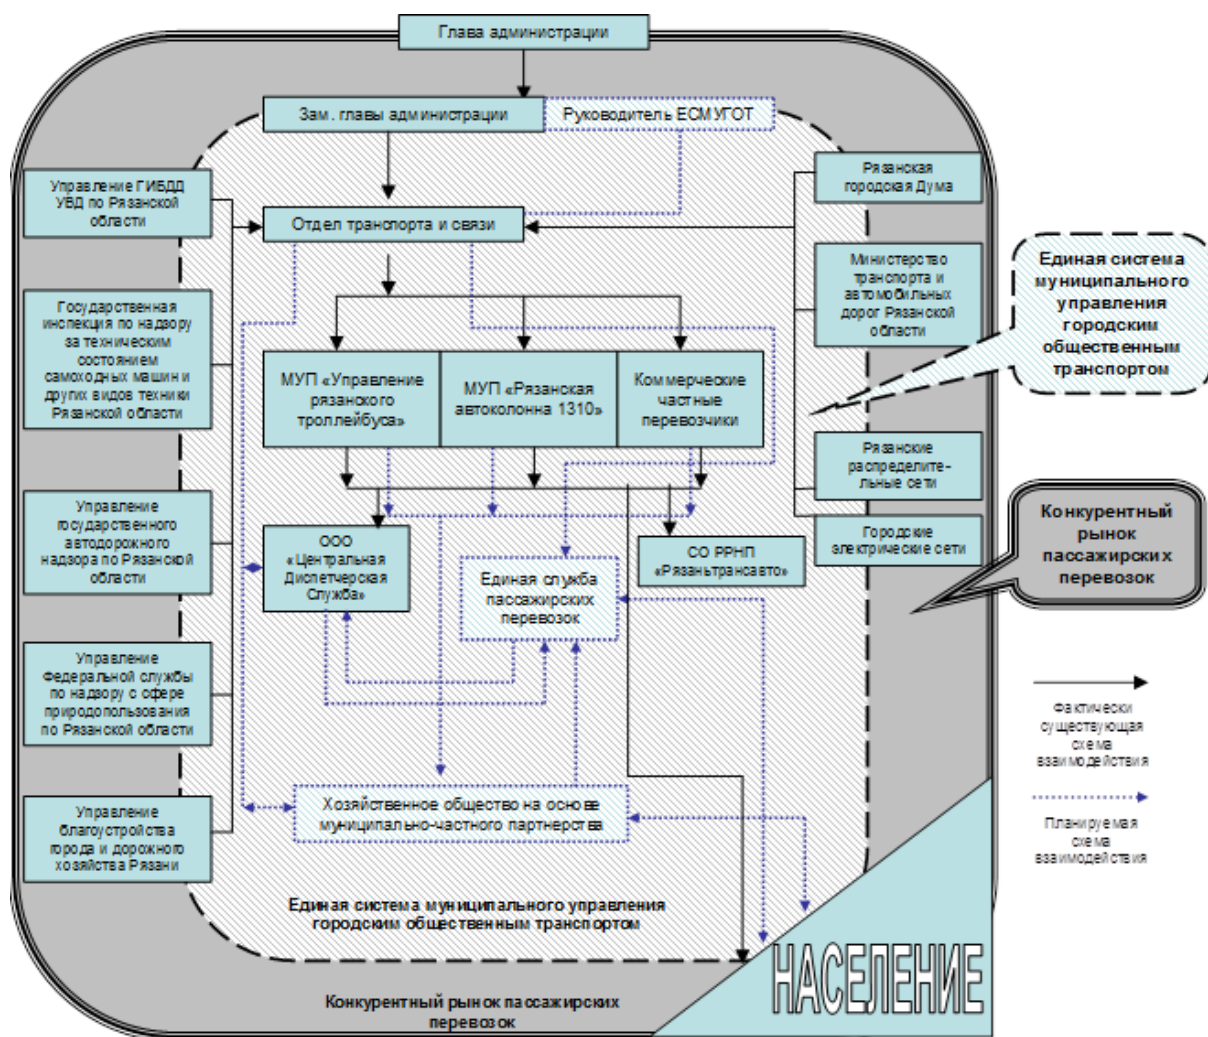 Глава администрации
Зам. главы администрации
Руководитель ЕСМУГОТ
Управление ГИБДД
УВД по Рязанской
области
Отдел транспорта и связи
Рязанская
городская Дума
Государственная
инспекция по надзору
за техническим
состоянием
самоходных машин и
других видов техники
Рязанской области
Министерство
транспорта и
автомобильных
дорог Рязанской
области
Единая система
муниципального
управления
городским
общественным
транспортом
МУП «Управление
рязанского
троллейбуса»
МУП «Рязанская
автоколонна 1310»
Коммерческие
частные
перевозчики
Рязанские
распределитель-
ные сети
Управление
государственного
автодорожного
надзора по Рязанской
области
ООО
«Центральная
Диспетчерская
Служба»
Единая служба
пассажирских
перевозок
СО РРНП
«Рязаньтрансавто»
Городские
электрические сети
Конкурентный
рынок
пассажирских
перевозок
Управление
Федеральной службы
по надзору с сфере
природопользования
по Рязанской области
Фактически
существующая
схема
взаимодействия
Хозяйственное общество на основе
муниципально-частного партнерства
Управление
благоустройства
города и дорожного
хозяйства Рязани
Планируемая
схема
взаимодействия
Единая система муниципального управления
городским общественным транспортом
НАСЕЛЕНИЕ
Конкурентный рынок пассажирских
перевозок